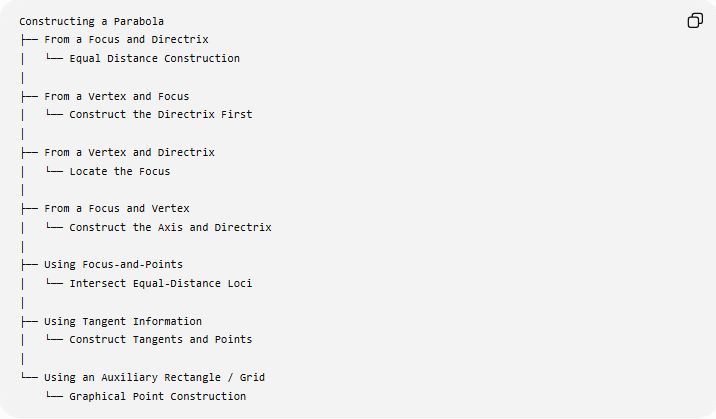 Constructing a Parabola
├── From a Focus and Directrix
│   └── Equal Distance Construction
│
├── From a Vertex and Focus
│   └── Construct the Directrix First
│
├── From a Vertex and Directrix
│   └── Locate the Focus
│
├── From a Focus and Vertex
│   └── Construct the Axis and Directrix
│
├── Using Focus-and-Points
│   └── Intersect Equal-Distance Loci
│
├── Using Tangent Information
│   └── Construct Tangents and Points
│
└── Using an Auxiliary Rectangle / Grid
    └── Graphical Point Construction